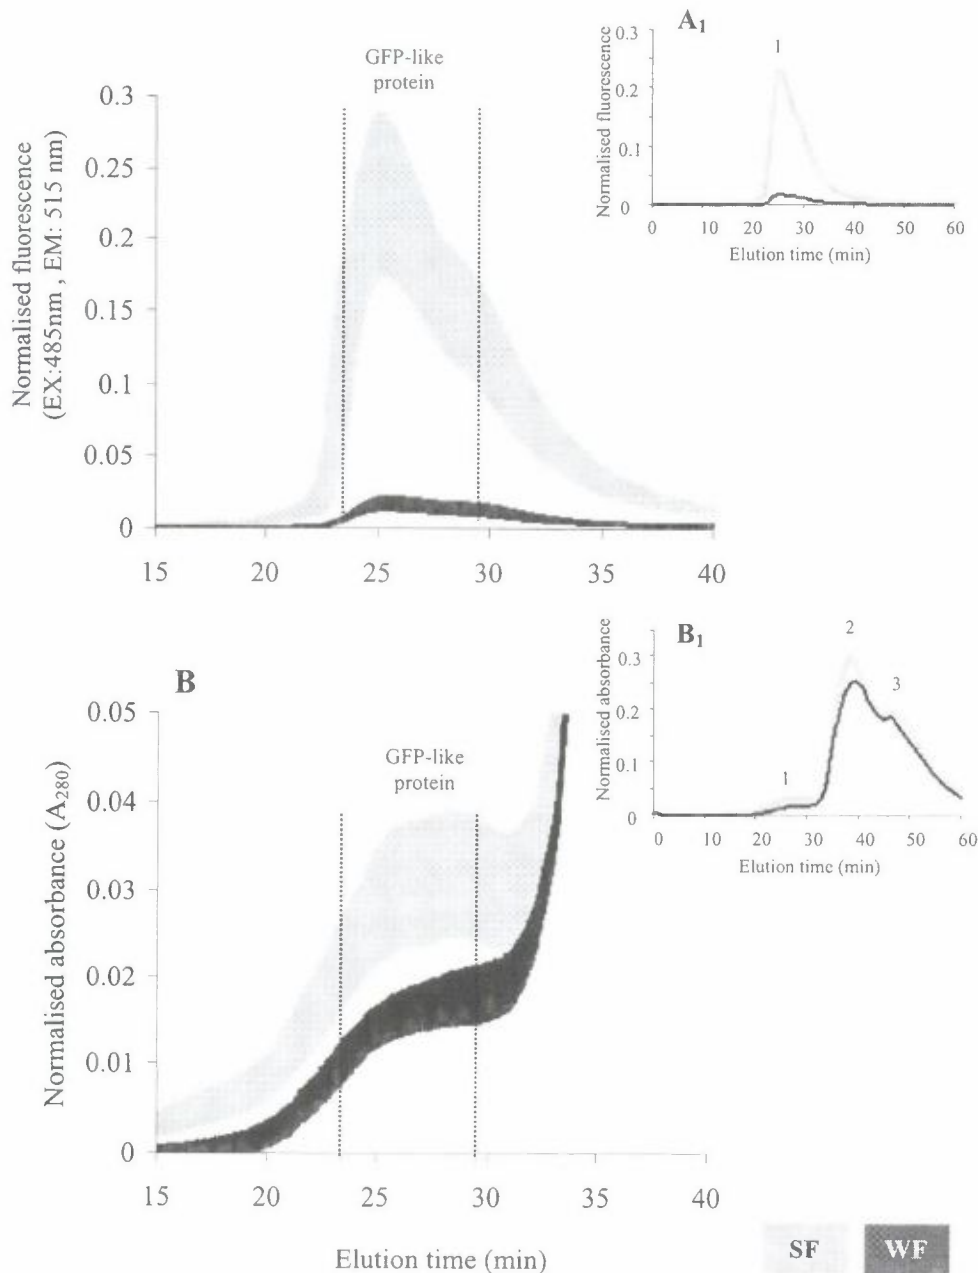 GFP-like
protein
0.3
0.25
0.2
0.15
0.1
0.05
0
15 20 25 30 35 40
Normalised fluorescence
(EX:485nm , EM: 515 nm)
A1
1
0.3
0.2
0.1
0
0 10 20 30 40 50 60
Normalised fluorescence
Elution time (min)
B
GFP-like
protein
0.05
0.04
0.03
0.02
0.01
0
15 20 25 30 35 40
Normalised absorbance (A280)
Elution time (min)
B1
1
2
3
0.3
0.2
0.1
0
0 10 20 30 40 50 60
Normalised absorbance
Elution time (min)
SF WF